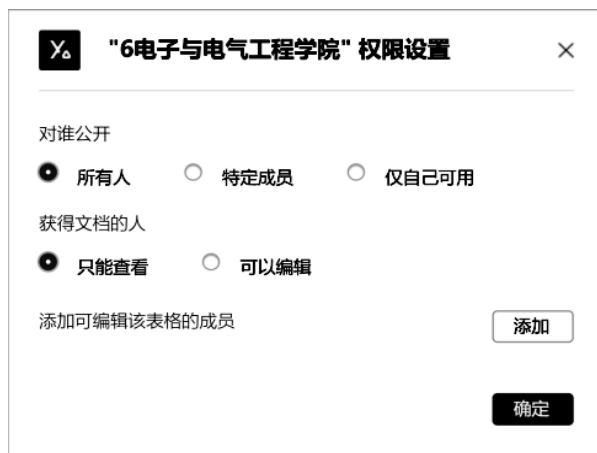 "6电子与电气工程学院" 权限设置
对谁公开
所有人 特定成员 仅自己可用
获得文档的人
只能查看 可以编辑
添加可编辑该表格的成员 添加
确定